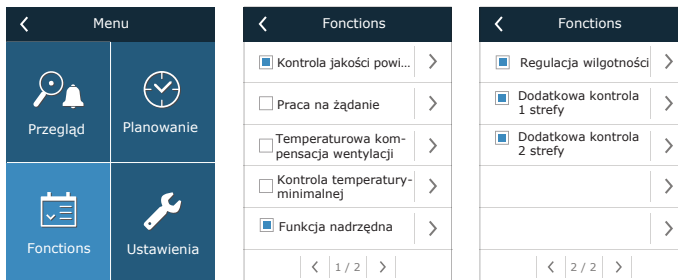 Menu
Przegląd
Planowanie
Fonctions
Ustawienia
Fonctions
Kontrola jakości powi...
Praca na żądanie
Temperaturowa kom-
pensacja wentylacji
Kontrola temperatury-
minimalnej
Funkcja nadrzędna
1 / 2
Fonctions
Regulacja wilgotności
Dodatkowa kontrola
1 strefy
Dodatkowa kontrola
2 strefy
2 / 2